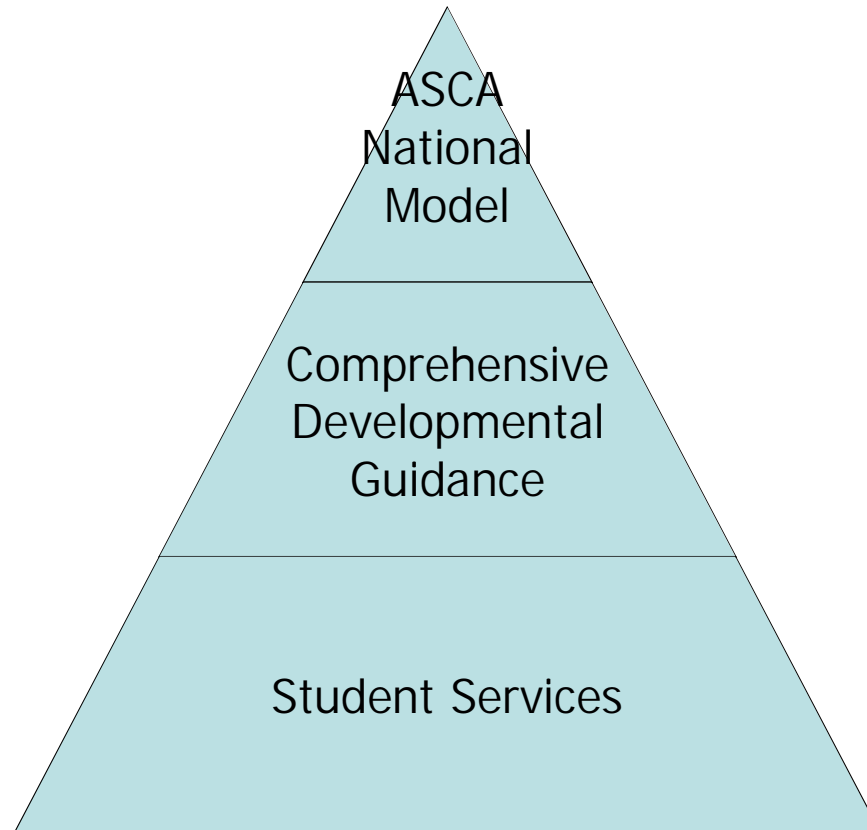 ASCA
National
Model
Comprehensive
Developmental
Guidance
Student Services